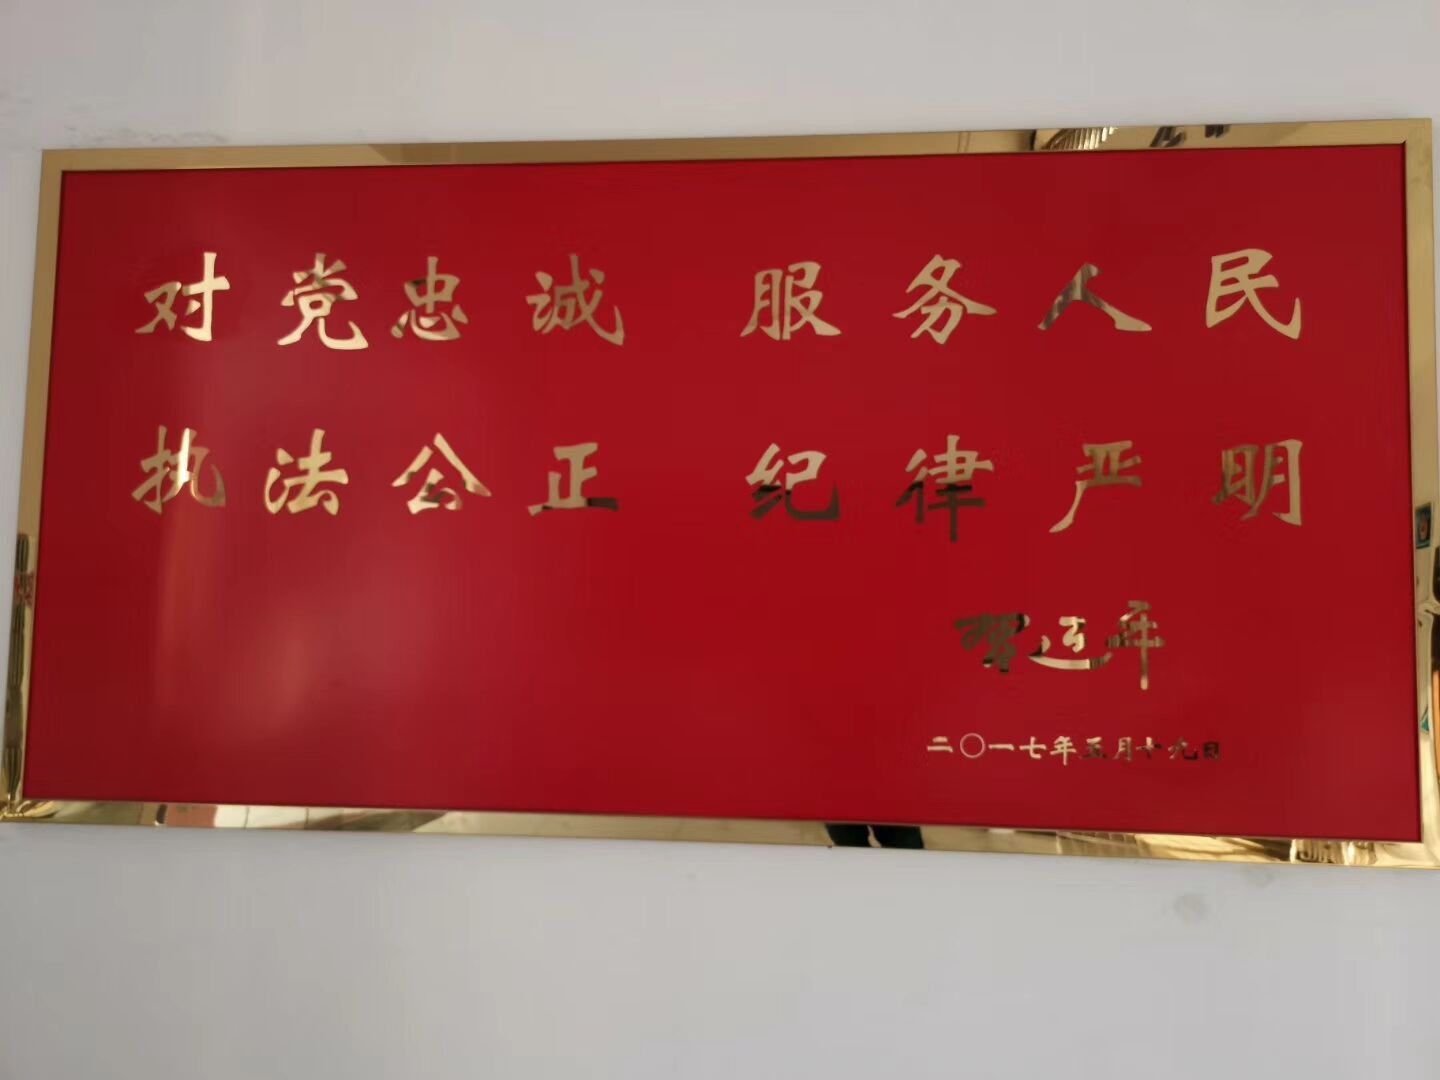 对党忠诚 服务人民
执法公正 纪律严明
习近平
二〇一七年五月十九日